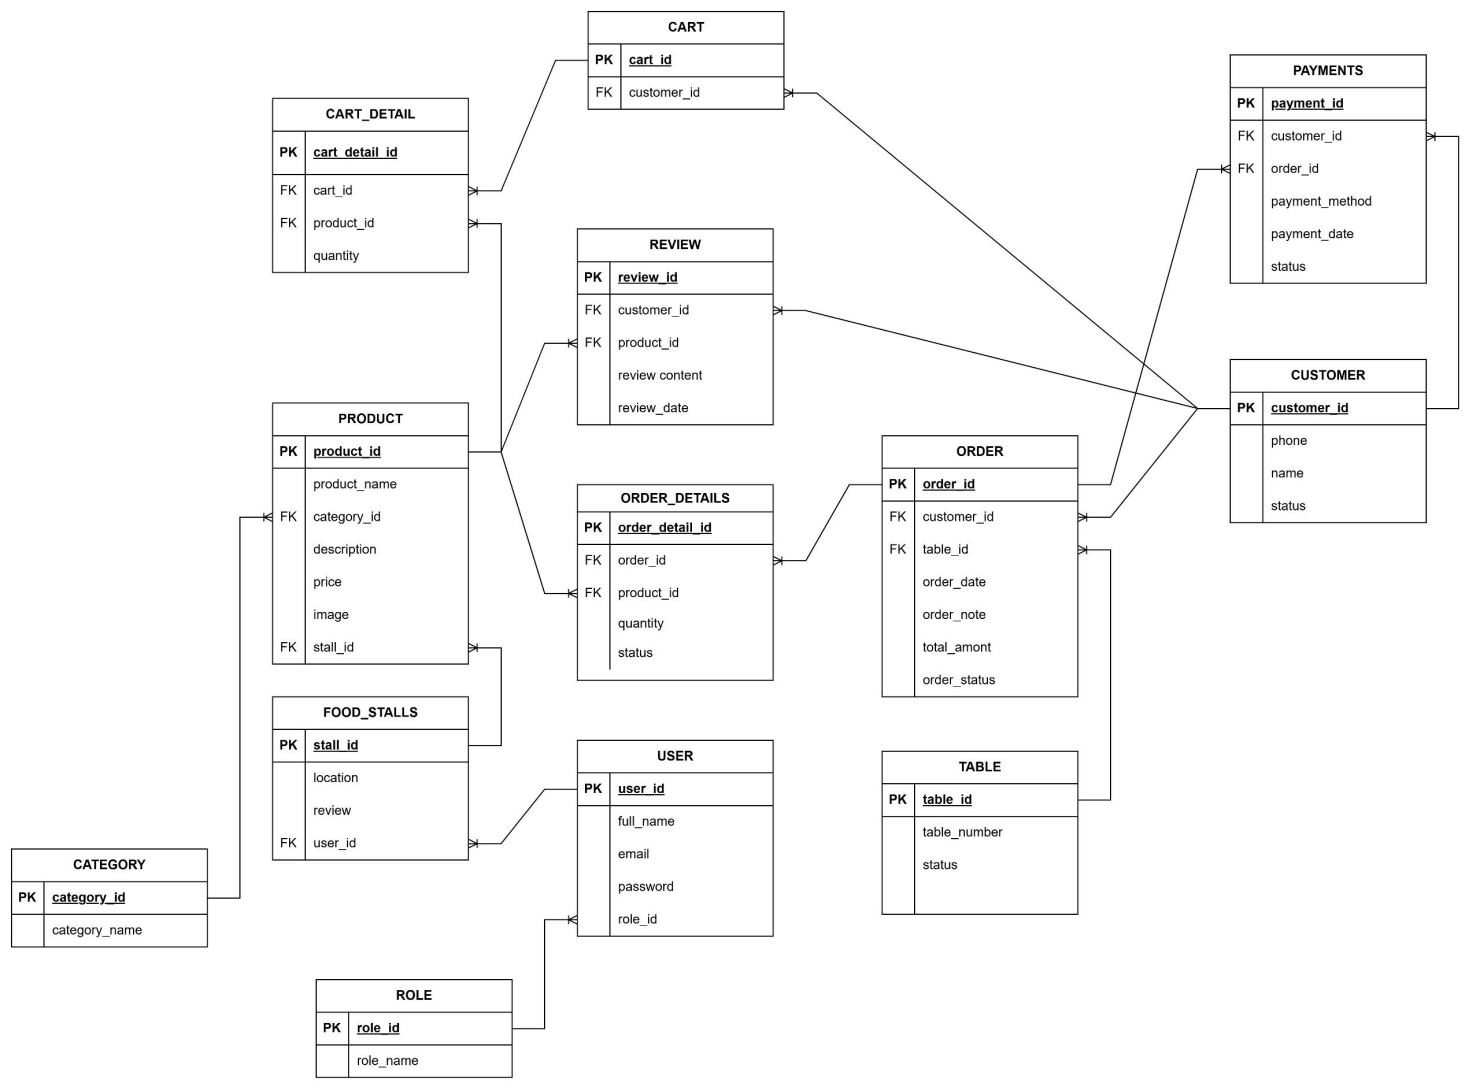 CART
PK cart_id
FK customer_id
PAYMENTS
PK payment_id
FK customer_id
FK order_id
payment_method
payment_date
status
CART_DETAIL
PK cart_detail_id
FK cart_id
FK product_id
quantity
REVIEW
PK review_id
FK customer_id
FK product_id
review content
review_date
CUSTOMER
PK customer_id
phone
name
status
PRODUCT
PK product_id
product_name
FK category_id
description
price
image
FK stall_id
ORDER_DETAILS
PK order_detail_id
FK order_id
FK product_id
quantity
status
ORDER
PK order_id
FK customer_id
FK table_id
order_date
order_note
total_amont
order_status
FOOD_STALLS
PK stall_id
location
review
FK user_id
USER
PK user_id
full_name
email
password
role_id
TABLE
PK table_id
table_number
status
CATEGORY
PK category_id
category_name
ROLE
PK role_id
role_name